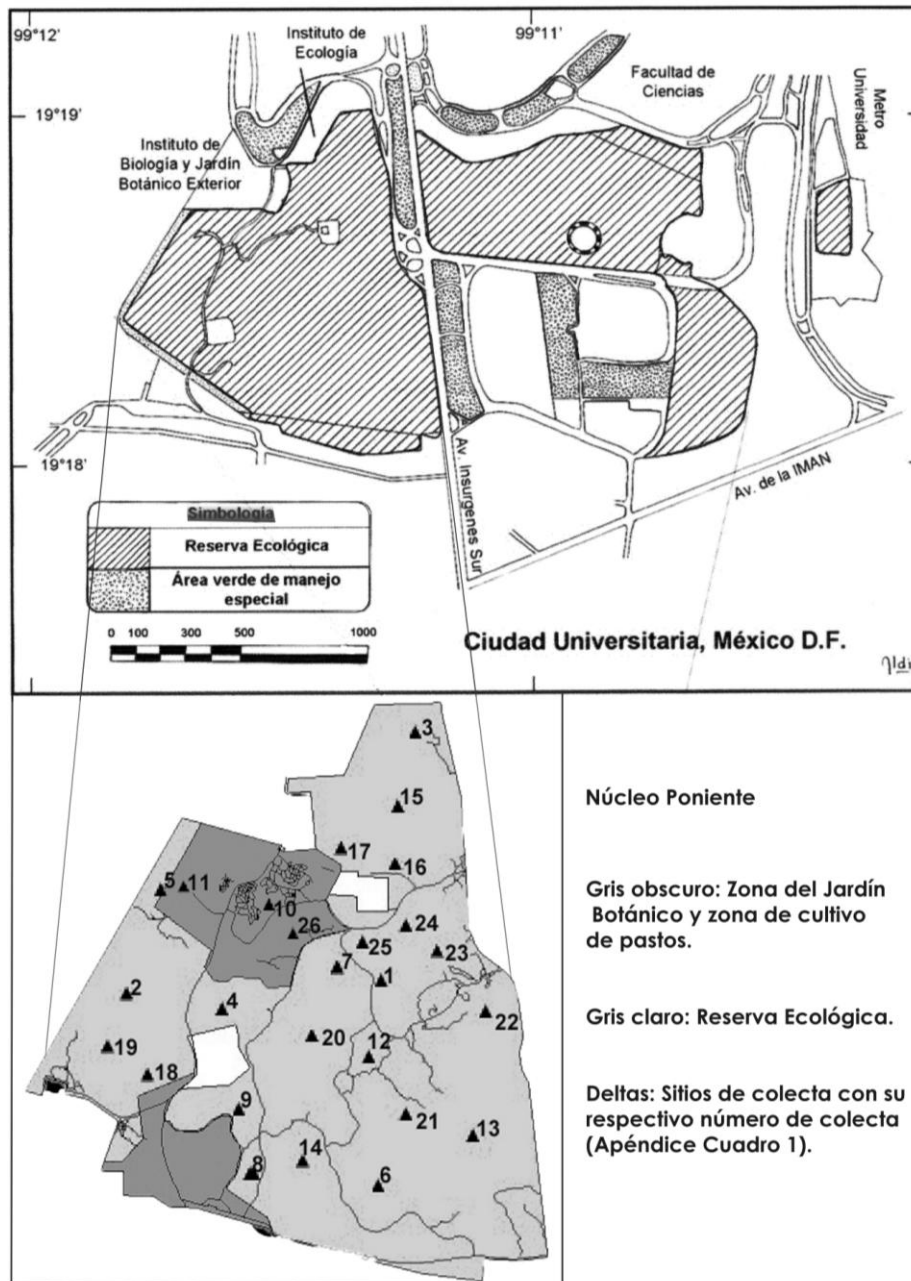 99°12'
99°11'
Instituto de
Ecología
Facultad de
Ciencias
Metro
Universidad
19°19'
Instituto de
Biología y Jardín
Botánico Exterior
19°18'
Av. Insurgenes Sur
Av. de la IMAN
Simbología
Reserva Ecológica
Área verde de manejo
especial
0 100 300 500 1000
Ciudad Universitaria, México D.F.
3
15
17
16
5
11
10
26
24
25
23
7
1
2
4
22
20
12
19
18
9
21
13
14
8
6
Núcleo Poniente
Gris obscuro: Zona del Jardín
Botánico y zona de cultivo
de pastos.
Gris claro: Reserva Ecológica.
Deltas: Sitios de colecta con su
respectivo número de colecta
(Apéndice Cuadro 1).